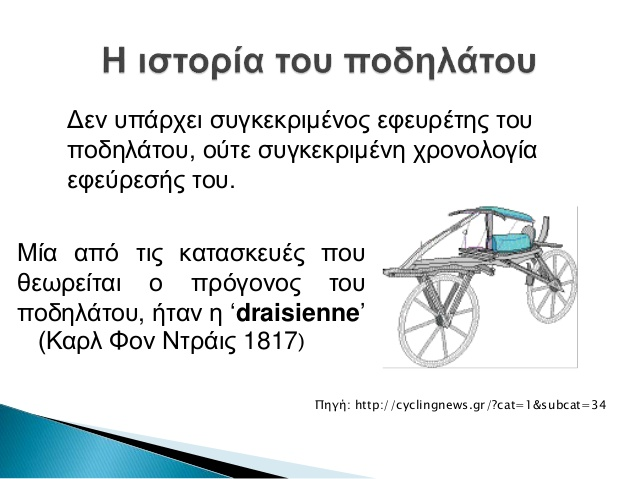 Η ιστορία του ποδηλάτου
Δεν υπάρχει συγκεκριμένος εφευρέτης του
ποδηλάτου, ούτε συγκεκριμένη χρονολογία
εφεύρεσής του.
Μία από τις κατασκευές που
θεωρείται ο πρόγονος του
ποδηλάτου, ήταν η ‘draisienne’
(Καρλ Φον Ντράις 1817)
Πηγή: http://cyclingnews.gr/?cat=1&subcat=34